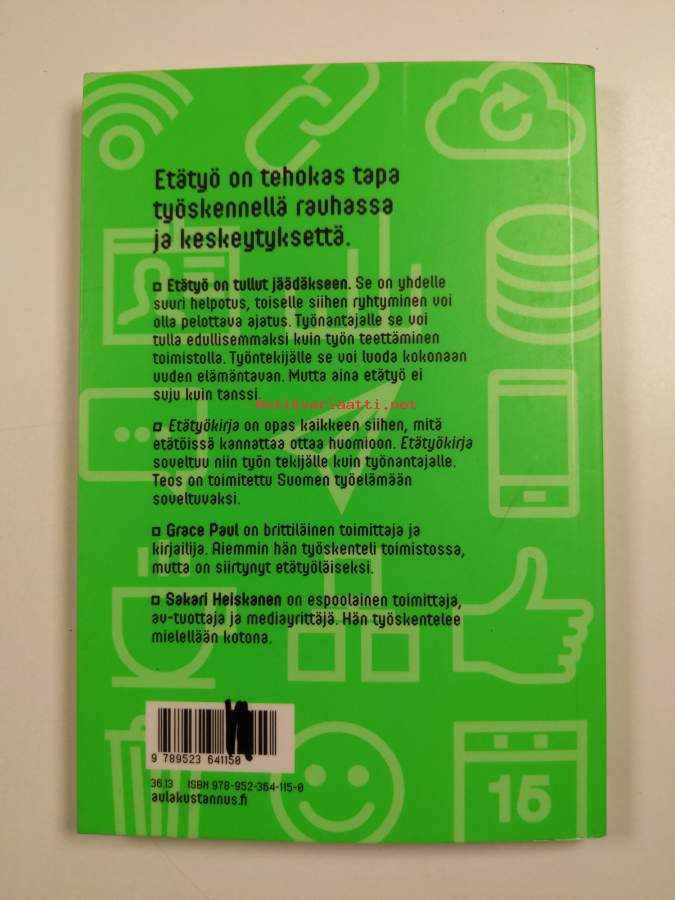 Etätyö on tehokas tapa
työskennellä rauhassa
ja keskeytyksettä.
Etätyö on tullut jäädäkseen. Se on yhdelle
suuri helpotus, toiselle siihen ryhtyminen voi
olla pelottava ajatus. Työnantajalle se voi
tulla edullisemmaksi kuin työn teettäminen
toimistolla. Työntekijälle se voi luoda kokonaan
uuden elämäntavan. Mutta aina etätyö ei
suju kuin tanssi.
Antikvariaatti.net
Etätyökirja on opas kaikkeen siihen, mitä
etätöissä kannattaa ottaa huomioon. Etätyökirja
soveltuu niin työn tekijälle kuin työnantajalle.
Teos on toimitettu Suomen työelämään
soveltuvaksi.
Grace Paul on brittiläinen toimittaja ja
kirjailija. Aiemmin hän työskenteli toimistossa,
mutta on siirtynyt etätyöläiseksi.
Sakari Heiskanen on espoolainen toimittaja,
av-tuottaja ja mediayrittäjä. Hän työskentelee
mielellään kotona.
9 789523 641150
36.13 ISBN 978-952-364-115-0
aulakustannus.fi
15